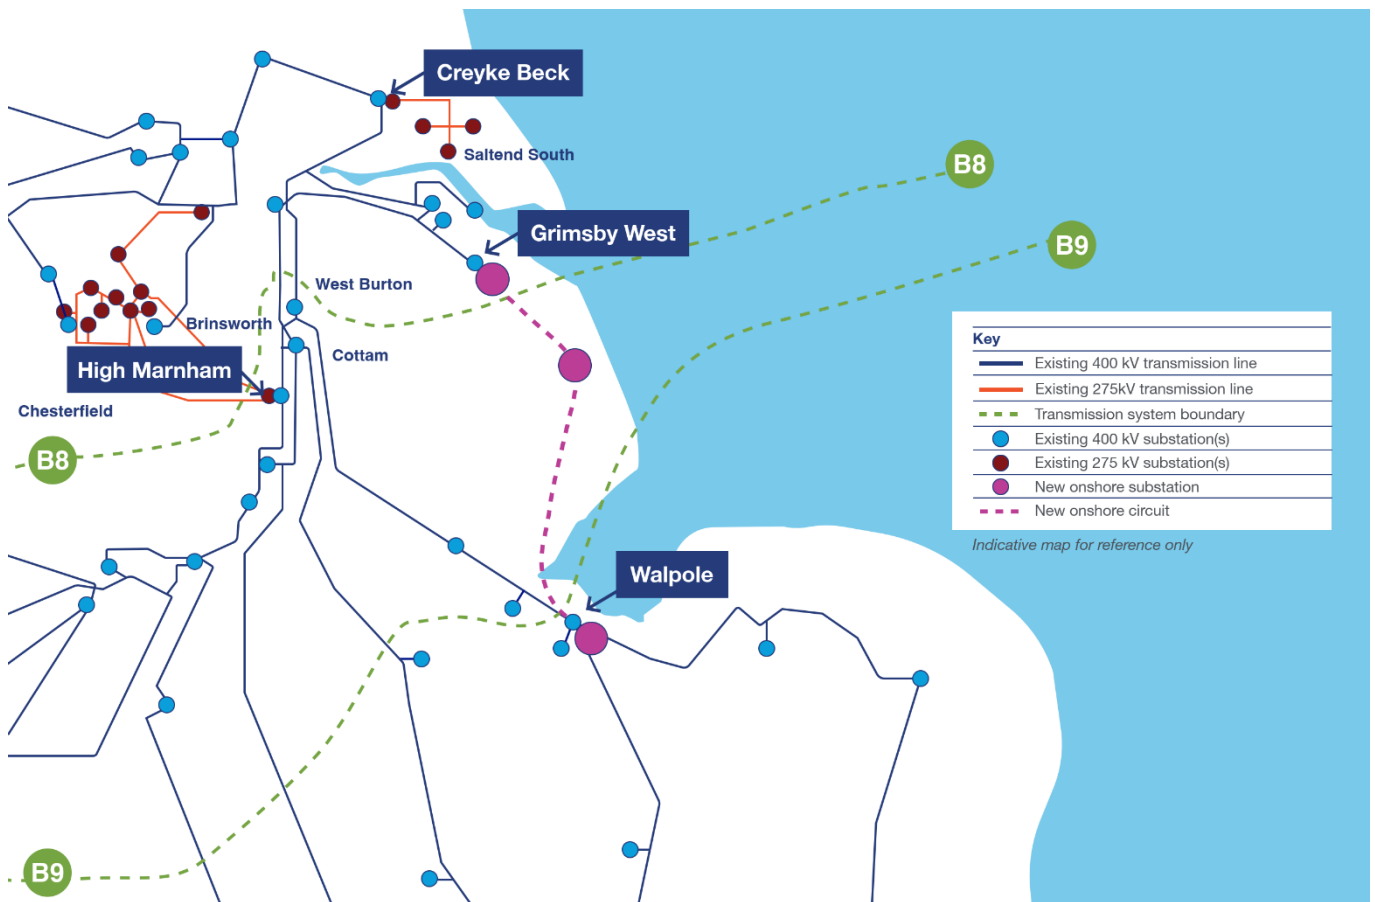 Creyke Beck
Saltend South
B8
Grimsby West
B9
West Burton
Brinsworth
Cottam
High Marnham
Chesterfield
B8
Key
Existing 400 kV transmission line
Existing 275kV transmission line
Transmission system boundary
Existing 400 kV substation(s)
Existing 275 kV substation(s)
New onshore substation
New onshore circuit
Indicative map for reference only
Walpole
B9